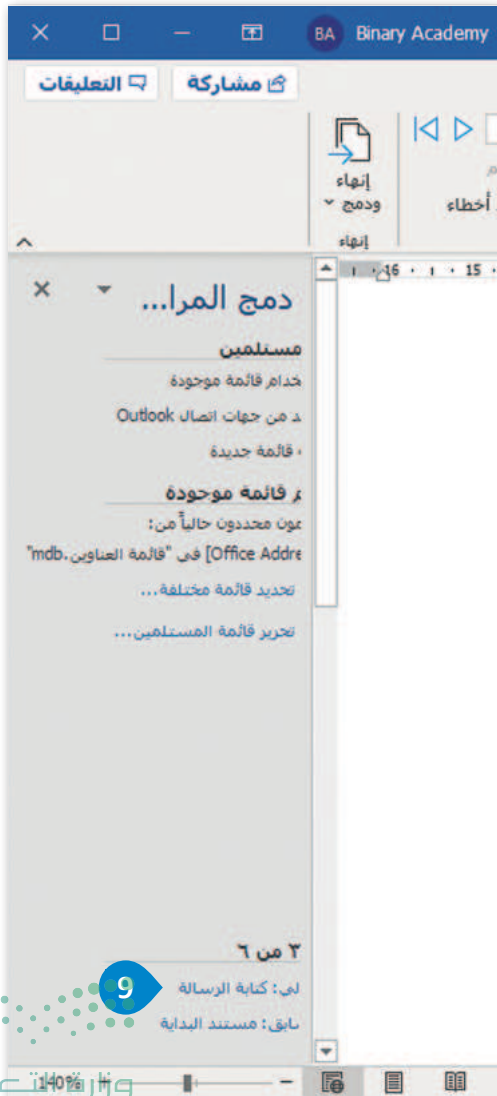 BA Binary Academy
مشاركة التعليقات
إنهاء
ودمج
أخطاء
إنهاء
16 15
دمج المرا...
مستلمين
خدام قائمة موجودة
د من جهات اتصال Outlook
قائمة جديدة
م قائمة موجودة
مون محددون حالياً من:
[Office Addre في "قائمة العناوين.mdb"
تحديد قائمة مختلفة...
تحرير قائمة المستلمين...
٣ من ٦
لي: كتابة الرسالة 9
سابق: مستند البداية
140%